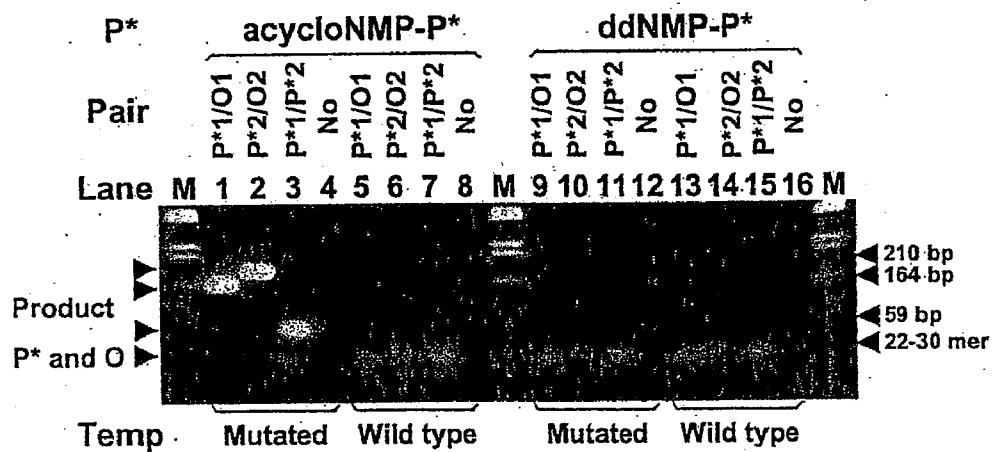 P* acycloNMP-P* ddNMP-P*
Pair P*1/O1 P*2/O2 P*1/P*2 No P*1/O1 P*2/O2 P*1/P*2 No P*1/O1 P*2/O2 P*1/P*2 No P*1/O1 P*2/O2 P*1/P*2 No
Lane M 1 2 3 4 5 6 7 8 M 9 10 11 12 13 14 15 16 M
210 bp
164 bp
Product
59 bp
P* and O
22-30 mer
Temp Mutated Wild type Mutated Wild type